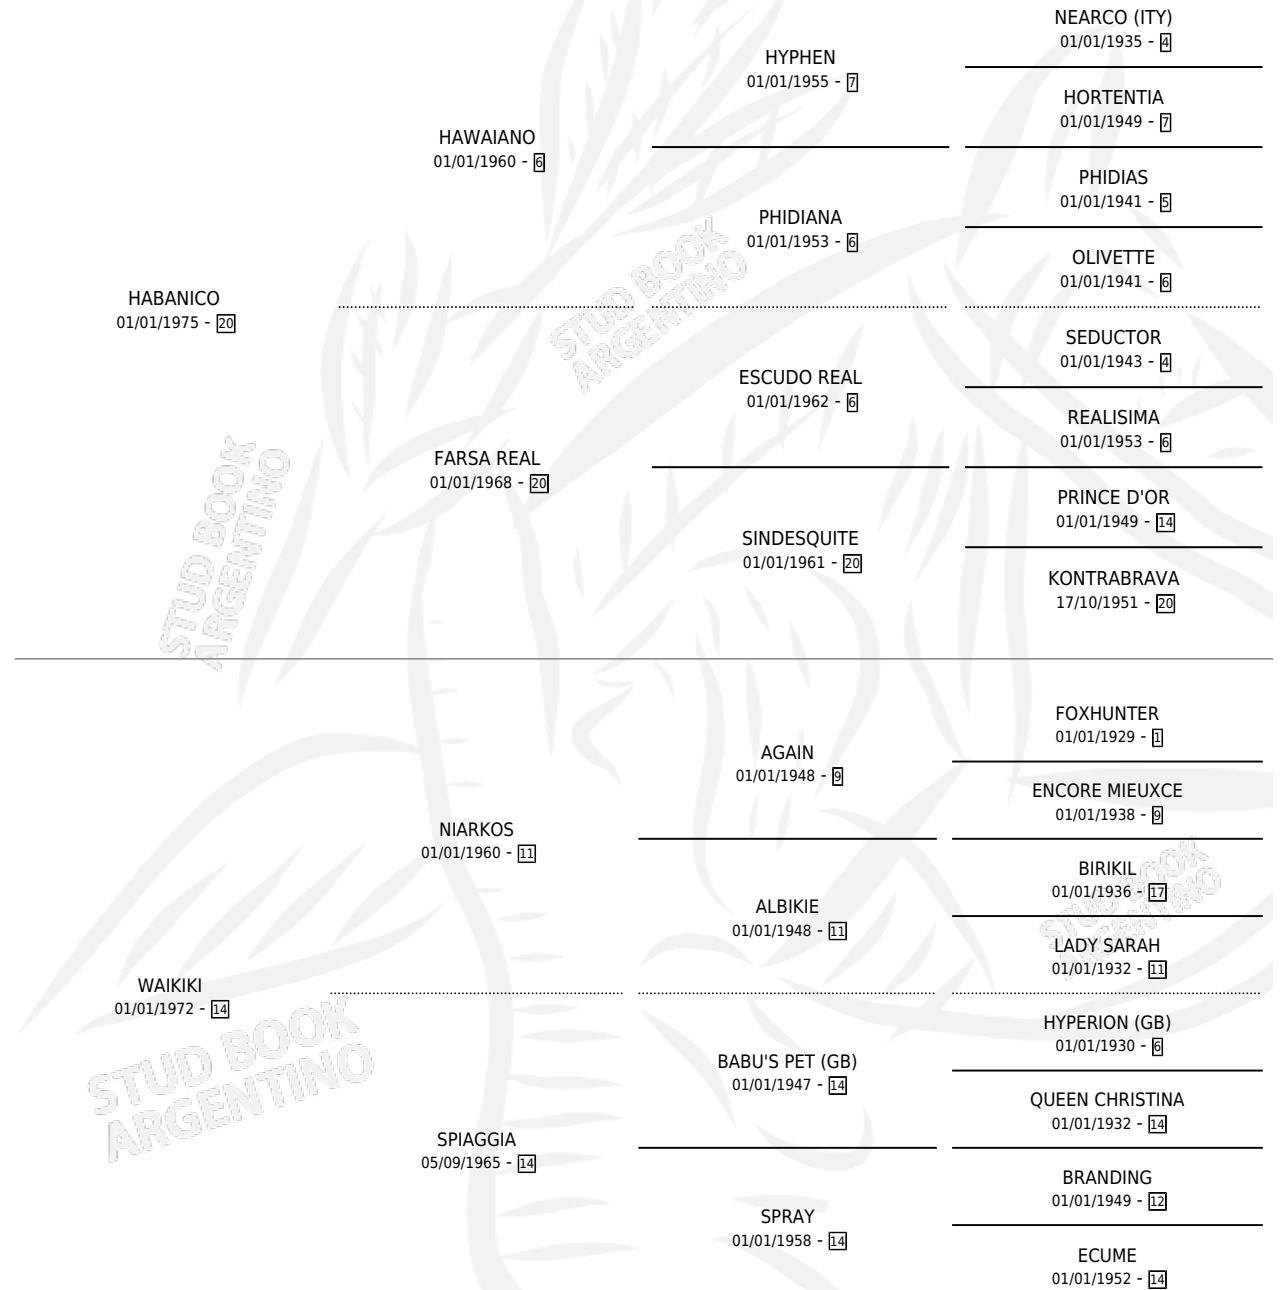 NEARCO (ITY)
01/01/1935 - 4
HYPHEN
01/01/1955 - 7
HORTENTIA
01/01/1949 - 7
HAWAIANO
01/01/1960 - 6
PHIDIAS
01/01/1941 - 5
PHIDIANA
01/01/1953 - 6
OLIVETTE
01/01/1941 - 6
HABANICO
01/01/1975 - 20
STUD BOOK
ARGENTINO
SEDUCTOR
01/01/1943 - 4
ESCUDO REAL
01/01/1962 - 6
REALISIMA
01/01/1953 - 6
FARSA REAL
01/01/1968 - 20
PRINCE D'OR
01/01/1949 - 14
SINDESQUITE
01/01/1961 - 20
KONTRABRAVA
17/10/1951 - 20
STUD BOOK
ARGENTINO
FOXHUNTER
01/01/1929 - 1
AGAIN
01/01/1948 - 9
ENCORE MIEUXCE
01/01/1938 - 9
NIARKOS
01/01/1960 - 11
BIRIKIL
01/01/1936 - 17
STUD BOOK
ARGENTINO
ALBIKIE
01/01/1948 - 11
LADY SARAH
01/01/1932 - 11
WAIKIKI
01/01/1972 - 14
STUD BOOK
ARGENTINO
HYPERION (GB)
01/01/1930 - 6
BABU'S PET (GB)
01/01/1947 - 14
QUEEN CHRISTINA
01/01/1932 - 14
SPIAGGIA
05/09/1965 - 14
BRANDING
01/01/1949 - 12
SPRAY
01/01/1958 - 14
ECUME
01/01/1952 - 14